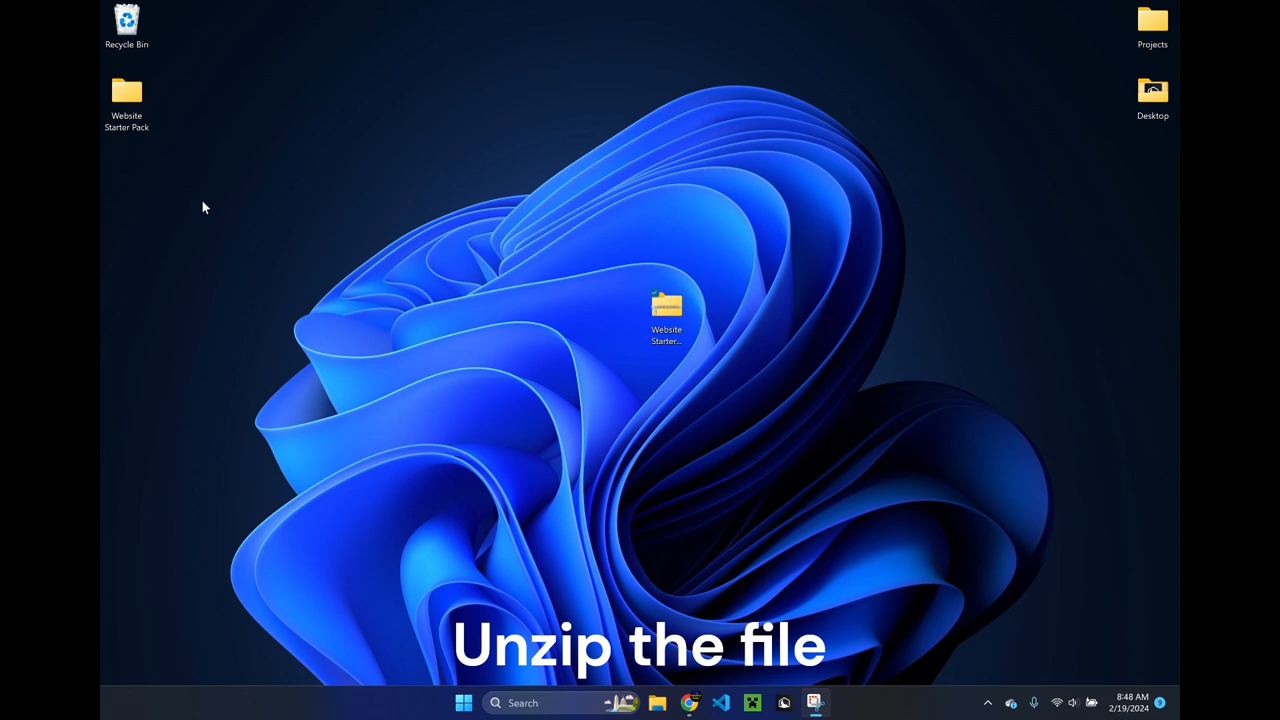 Recycle Bin
Projects
Website
Starter Pack
Desktop
Website
Starter...
Unzip the file
Search
8:48 AM
2/19/2024
9